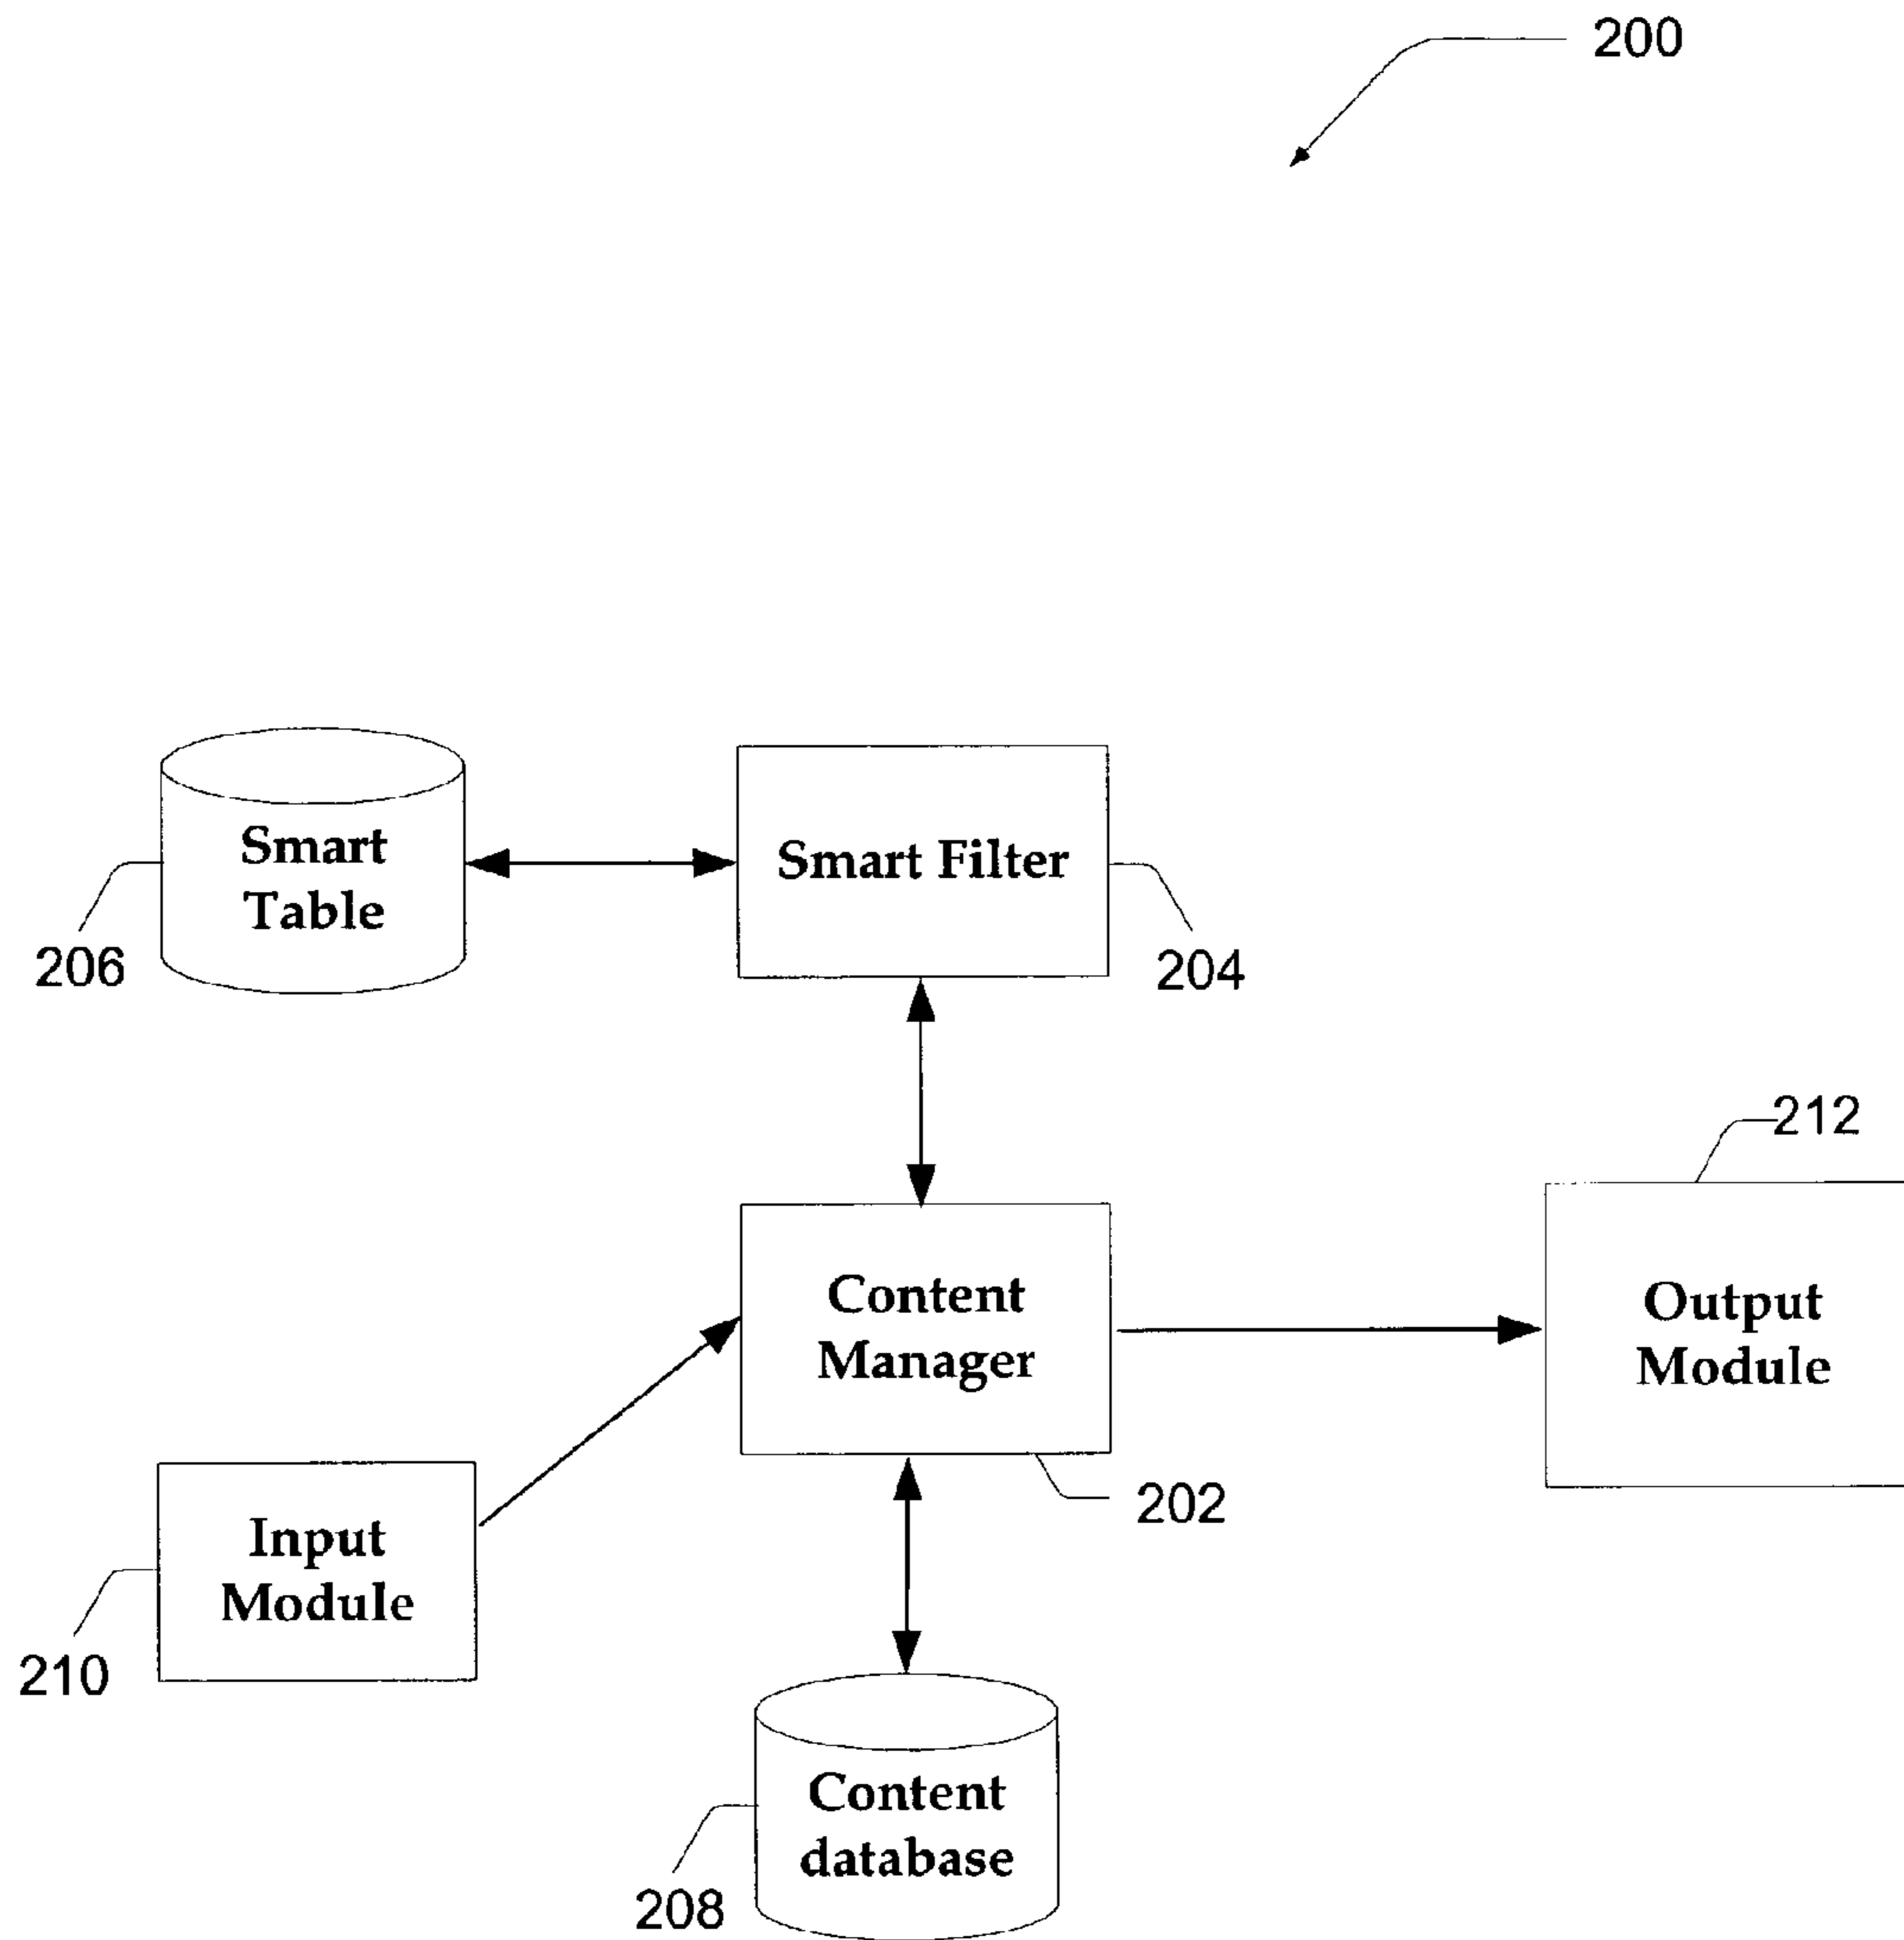 200
Smart
Table
Smart Filter
206
204
212
Content
Manager
Output
Module
202
Input
Module
210
Content
database
208